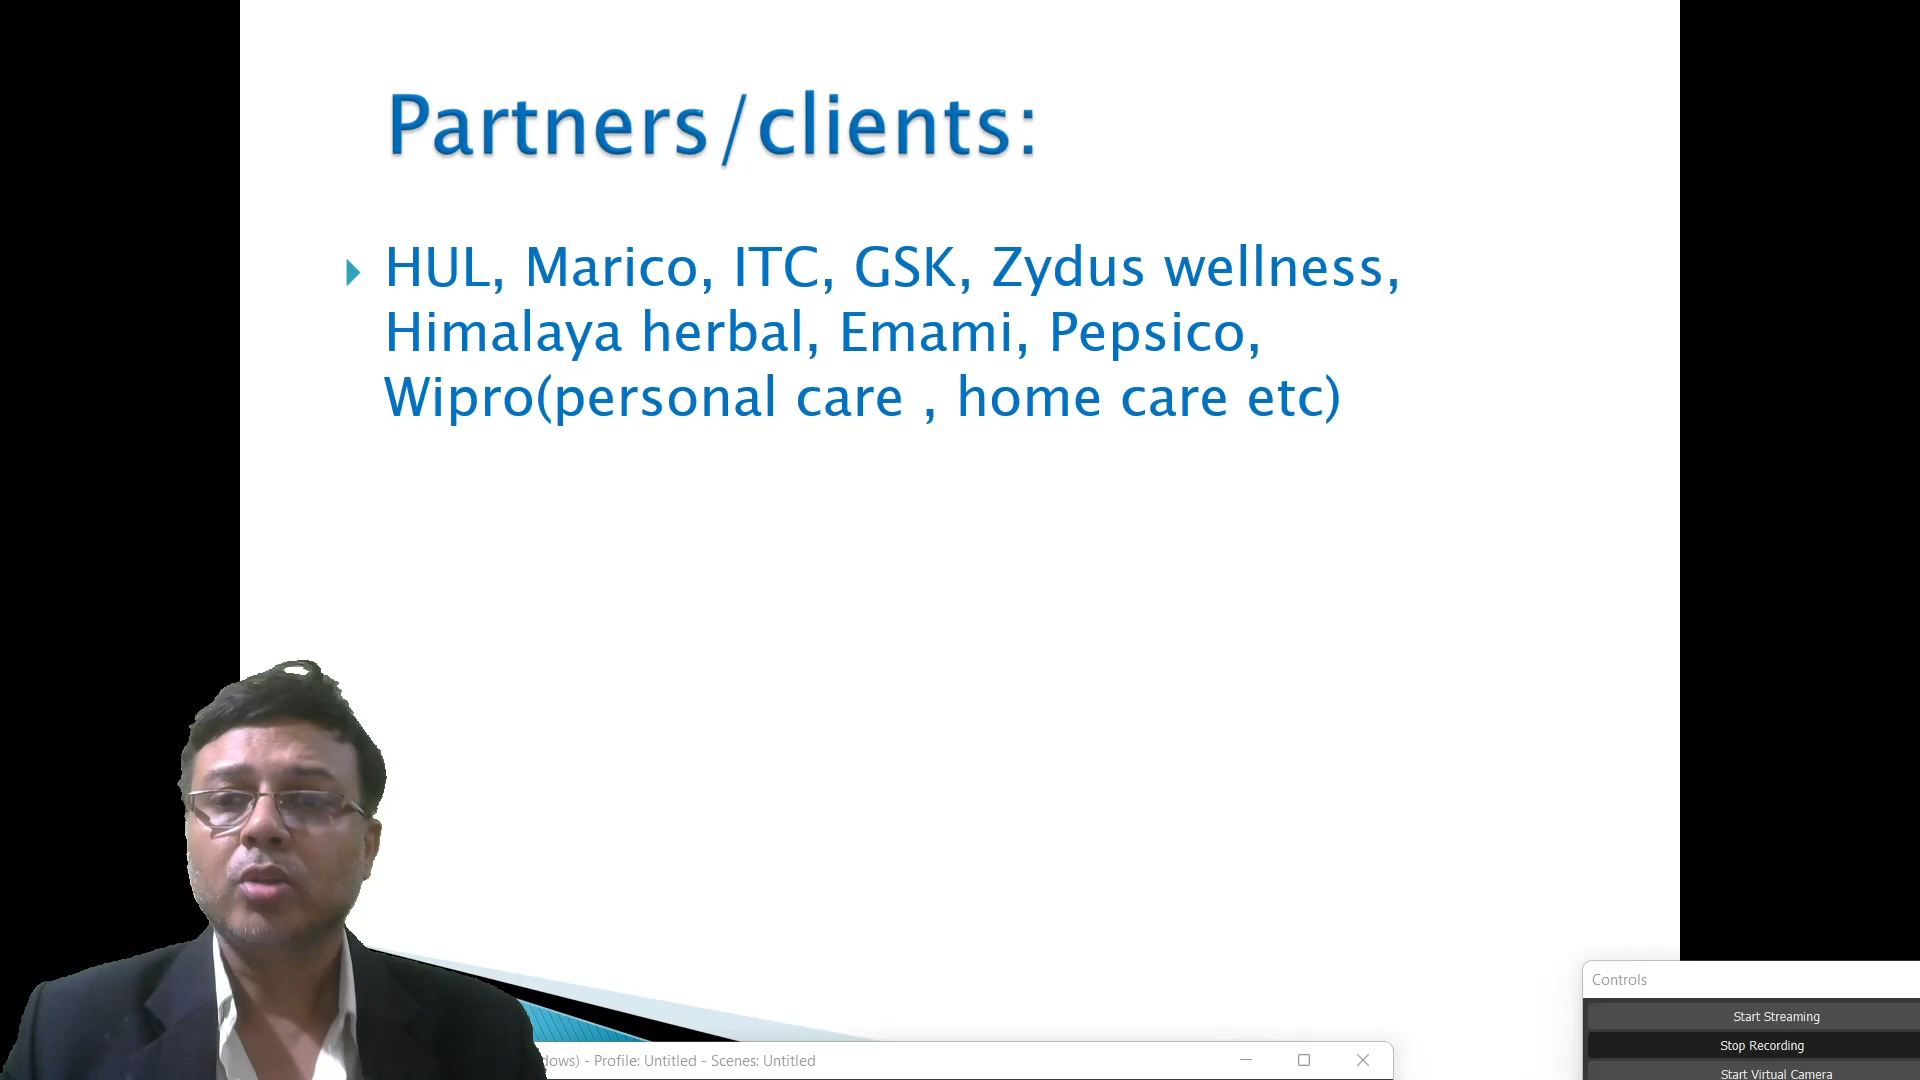 Partners/clients:
HUL, Marico, ITC, GSK, Zydus wellness,
Himalaya herbal, Emami, Pepsico,
Wipro(personal care , home care etc)
Controls
Start Streaming
Stop Recording
Start Virtual Camera
dows) - Profile: Untitled - Scenes: Untitled